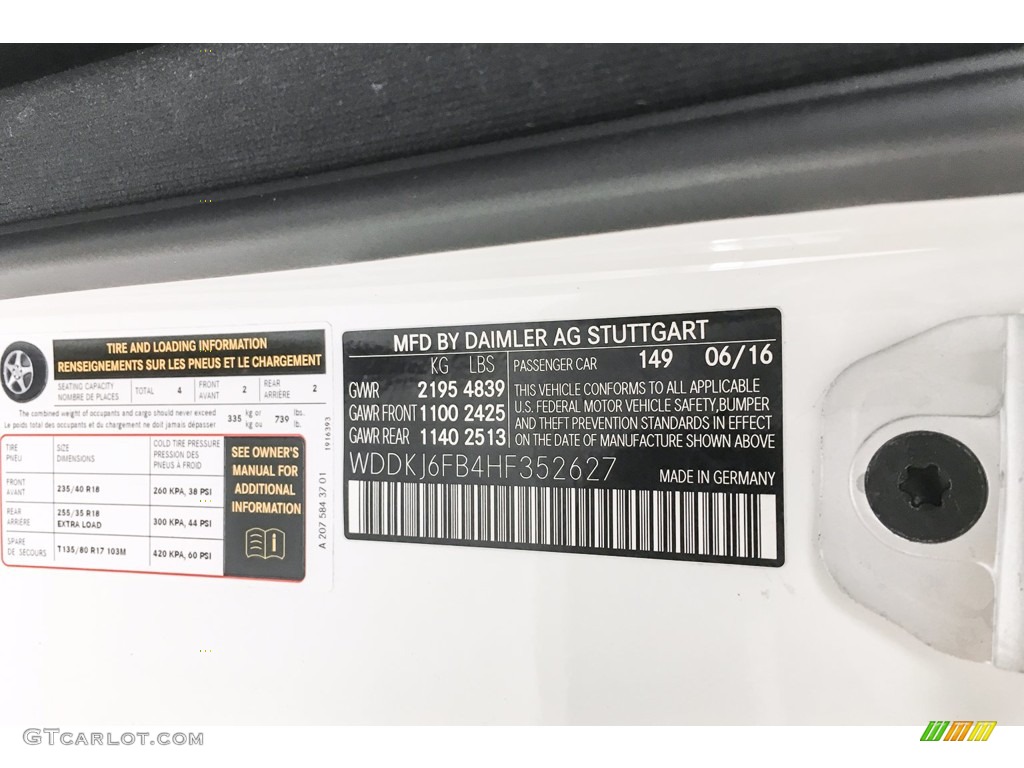 TIRE AND LOADING INFORMATION
RENSEIGNEMENTS SUR LES PNEUS ET LE CHARGEMENT
SEATING CAPACITY
NOMBRE DE PLACES
TOTAL 4
FRONT
AVANT
2
REAR
ARRIÈRE
2
The combined weight of occupants and cargo should never exceed
Le poids total des occupants et du chargement ne doit jamais dépasser
335 kg or
kg ou
739 lbs.
lb.
TIRE
PNEU
SIZE
DIMENSIONS
COLD TIRE PRESSURE
PRESSION DES
PNEUS À FROID
FRONT
AVANT
235/40 R18
260 KPA, 38 PSI
REAR
ARRIÈRE
255/35 R18
EXTRA LOAD
300 KPA, 44 PSI
SPARE
DE SECOURS
T135/80 R17 103M
420 KPA, 60 PSI
SEE OWNER'S
MANUAL FOR
ADDITIONAL
INFORMATION
i
1916393
A 207 584 37 01
MFD BY DAIMLER AG STUTTGART
KG LBS
GWR 2195 4839
GAWR FRONT 1100 2425
GAWR REAR 1140 2513
PASSENGER CAR 149 06/16
THIS VEHICLE CONFORMS TO ALL APPLICABLE
U.S. FEDERAL MOTOR VEHICLE SAFETY,BUMPER
AND THEFT PREVENTION STANDARDS IN EFFECT
ON THE DATE OF MANUFACTURE SHOWN ABOVE
WDDKJ6FB4HF352627
MADE IN GERMANY
GTCarLot.com